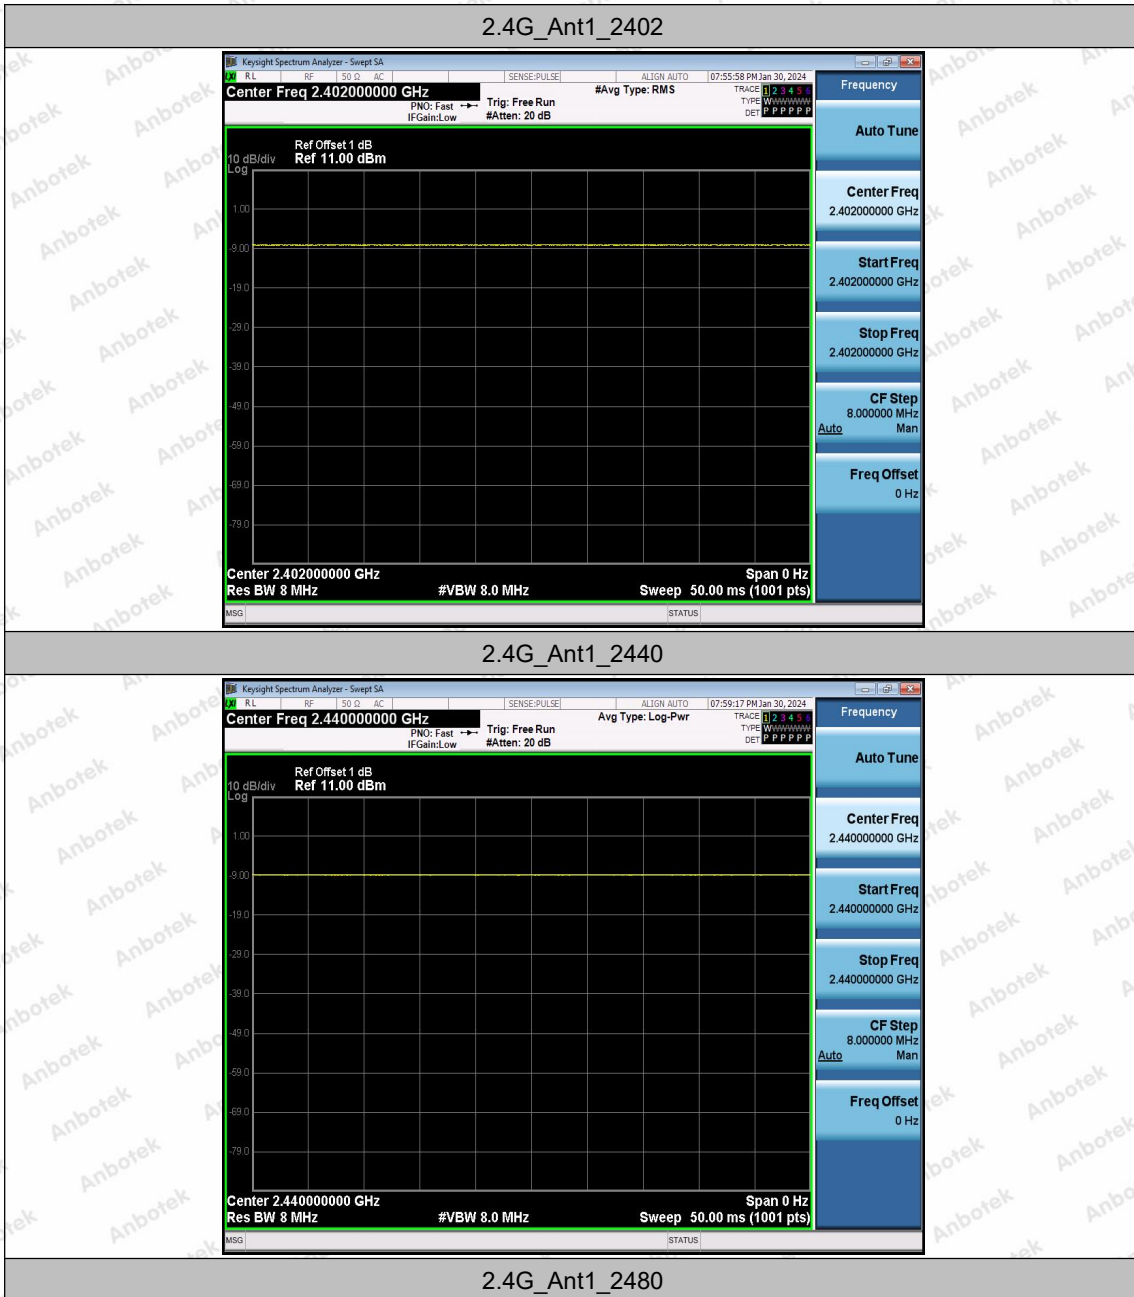 2.4G_Ant1_2402
Keysight Spectrum Analyzer - Swept SA
LXI RL RF 50 Ω AC SENSE:PULSE ALIGN AUTO 07:55:58 PM Jan 30, 2024
Center Freq 2.402000000 GHz
#Avg Type: RMS
TRACE 1 2 3 4 5 6
PNO: Fast
IFGain:Low
Trig: Free Run
#Atten: 20 dB
TYPE WWWWWW
DET P P P P P P
Frequency
Ref Offset 1 dB
10 dB/div Ref 11.00 dBm
Log
1.00
-9.00
-19.0
-29.0
-39.0
-49.0
-59.0
-69.0
-79.0
Center 2.402000000 GHz Span 0 Hz
Res BW 8 MHz #VBW 8.0 MHz Sweep 50.00 ms (1001 pts)
MSG STATUS
Auto Tune
Center Freq
2.402000000 GHz
Start Freq
2.402000000 GHz
Stop Freq
2.402000000 GHz
CF Step
8.000000 MHz
Auto Man
Freq Offset
0 Hz
2.4G_Ant1_2440
Keysight Spectrum Analyzer - Swept SA
LXI RL RF 50 Ω AC SENSE:PULSE ALIGN AUTO 07:59:17 PM Jan 30, 2024
Center Freq 2.440000000 GHz
Avg Type: Log-Pwr
TRACE 1 2 3 4 5 6
PNO: Fast
IFGain:Low
Trig: Free Run
#Atten: 20 dB
TYPE WWWWWW
DET P P P P P P
Frequency
Ref Offset 1 dB
10 dB/div Ref 11.00 dBm
Log
1.00
-9.00
-19.0
-29.0
-39.0
-49.0
-59.0
-69.0
-79.0
Center 2.440000000 GHz Span 0 Hz
Res BW 8 MHz #VBW 8.0 MHz Sweep 50.00 ms (1001 pts)
MSG STATUS
Auto Tune
Center Freq
2.440000000 GHz
Start Freq
2.440000000 GHz
Stop Freq
2.440000000 GHz
CF Step
8.000000 MHz
Auto Man
Freq Offset
0 Hz
2.4G_Ant1_2480
Anbotek